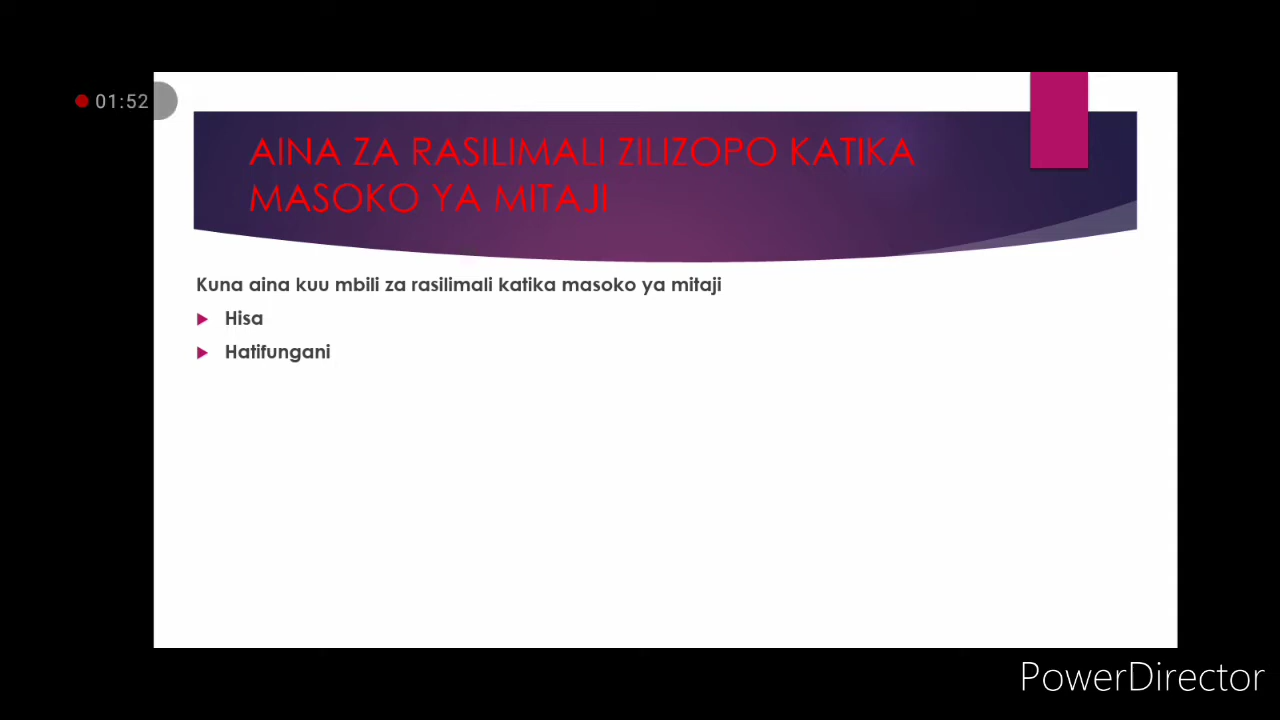 01:52
AINA ZA RASILIMALI ZILIZOPO KATIKA
MASOKO YA MITAJI
Kuna aina kuu mbili za rasilimali katika masoko ya mitaji
Hisa
Hatifungani
PowerDirector